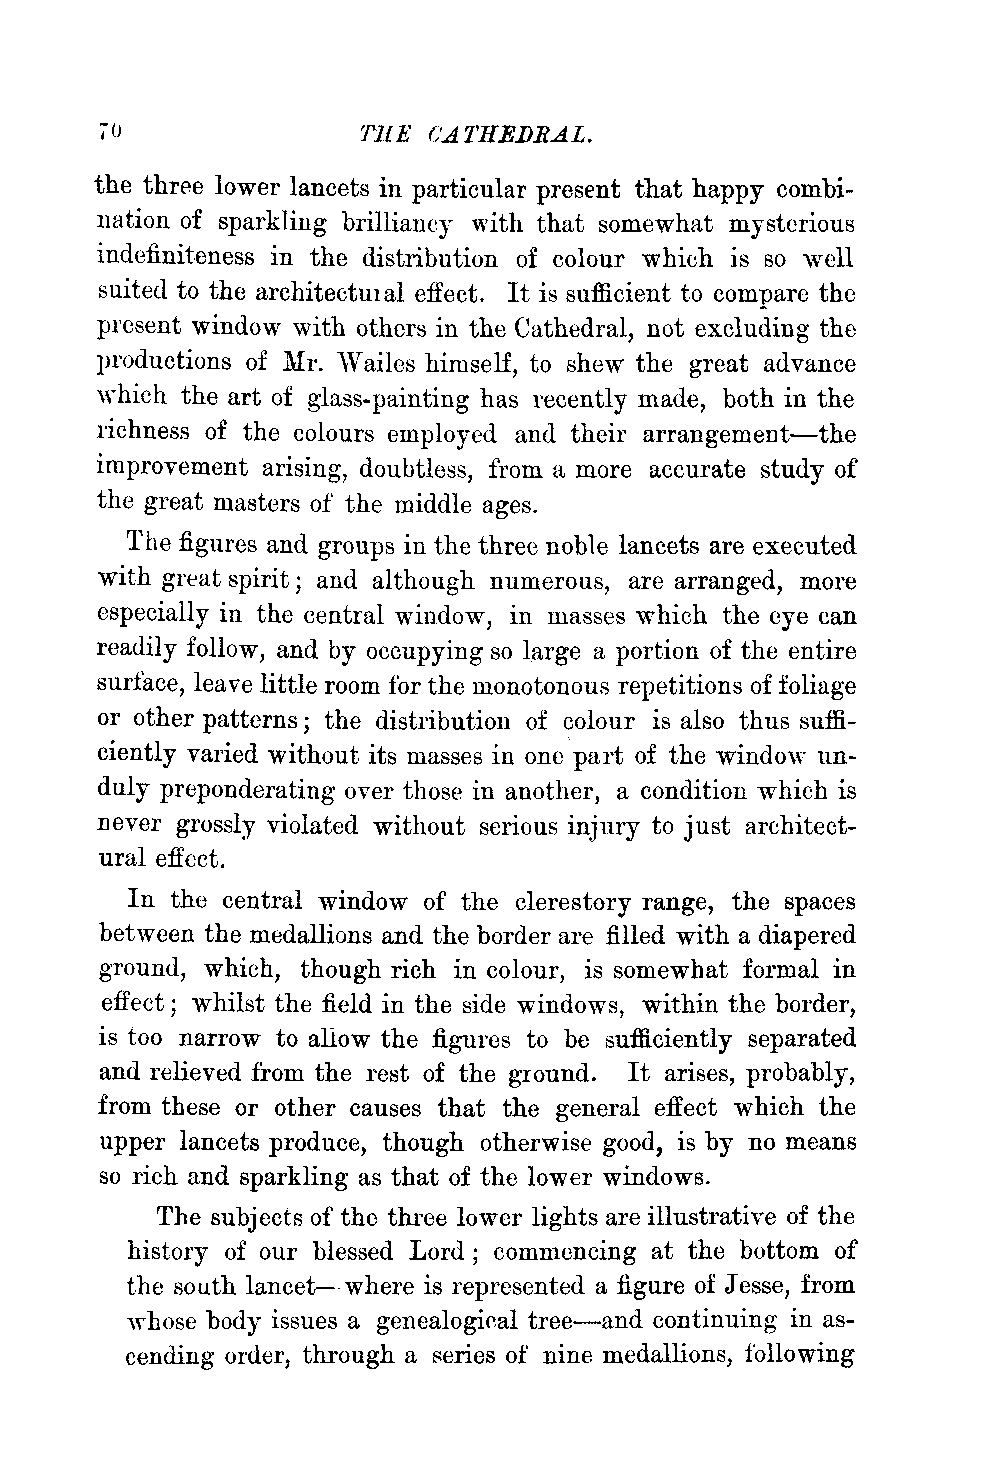 70 THE CATHEDRAL.
the three lower lancets in particular present that happy combi-
nation of sparkling brilliancy with that somewhat mysterious
indefiniteness in the distribution of colour which is so well
suited to the architectural effect. It is sufficient to compare the
present window with others in the Cathedral, not excluding the
productions of Mr. Wailes himself, to shew the great advance
which the art of glass-painting has recently made, both in the
richness of the colours employed and their arrangement—the
improvement arising, doubtless, from a more accurate study of
the great masters of the middle ages.
The figures and groups in the three noble lancets are executed
with great spirit; and although numerous, are arranged, more
especially in the central window, in masses which the eye can
readily follow, and by occupying so large a portion of the entire
surface, leave little room for the monotonous repetitions of foliage
or other patterns; the distribution of colour is also thus suffi-
ciently varied without its masses in one part of the window un-
duly preponderating over those in another, a condition which is
never grossly violated without serious injury to just architect-
ural effect.
In the central window of the clerestory range, the spaces
between the medallions and the border are filled with a diapered
ground, which, though rich in colour, is somewhat formal in
effect; whilst the field in the side windows, within the border,
is too narrow to allow the figures to be sufficiently separated
and relieved from the rest of the ground. It arises, probably,
from these or other causes that the general effect which the
upper lancets produce, though otherwise good, is by no means
so rich and sparkling as that of the lower windows.
The subjects of the three lower lights are illustrative of the
history of our blessed Lord; commencing at the bottom of
the south lancet—where is represented a figure of Jesse, from
whose body issues a genealogical tree—and continuing in as-
cending order, through a series of nine medallions, following